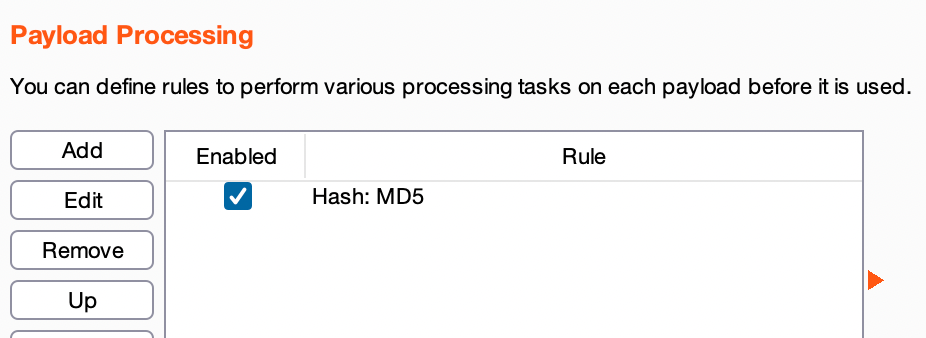 Payload Processing
You can define rules to perform various processing tasks on each payload before it is used.
Add
Enabled
Rule
Edit
Hash: MD5
Remove
Up